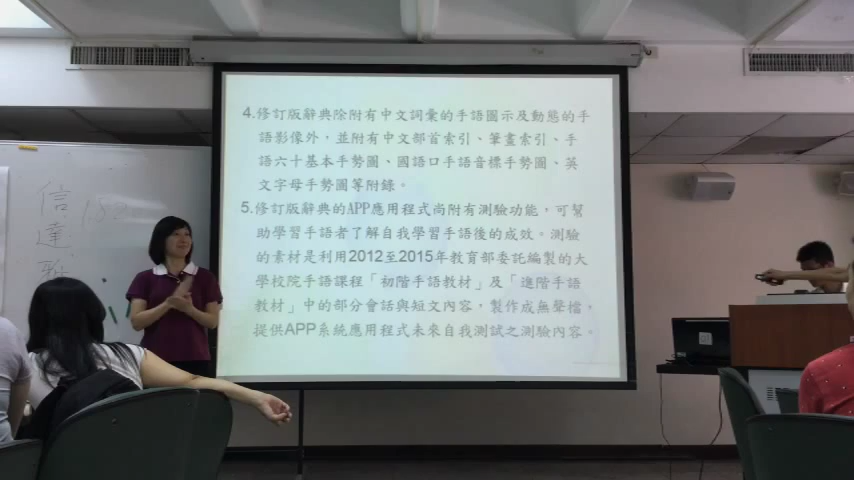 4.修訂版辭典除附有中文詞彙的手語圖示及動態的手
語影像外，並附有中文部首索引、筆畫索引、手
語六十基本手勢圖、國語口手語音標手勢圖、英
文字母手勢圖等附錄。
5.修訂版辭典的APP應用程式尚附有測驗功能，可幫
助學習手語者了解自我學習手語後的成效。測驗
的素材是利用2012至2015年教育部委託編製的大
學校院手語課程「初階手語教材」及「進階手語
教材」中的部分會話與短文內容，製作成無聲檔，
提供APP系統應用程式未來自我測試之測驗內容。
信達雅